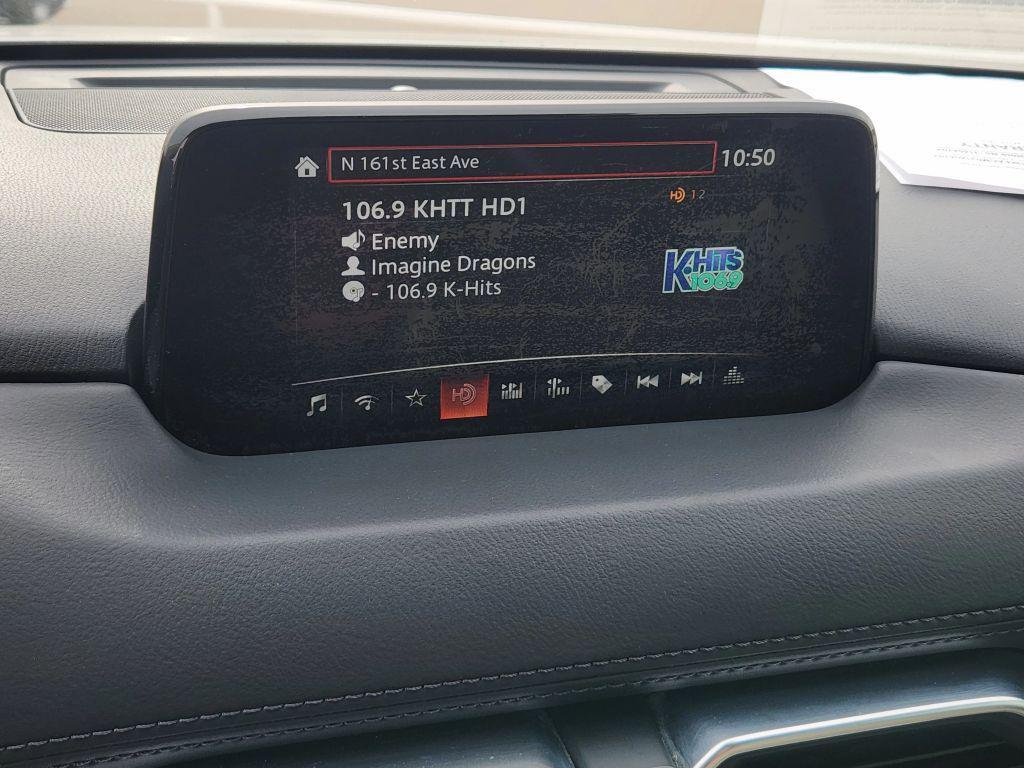 N 161st East Ave
10:50
HD 1 2
106.9 KHTT HD1
Enemy
Imagine Dragons
- 106.9 K-Hits
K.HiTS
106.9
HD